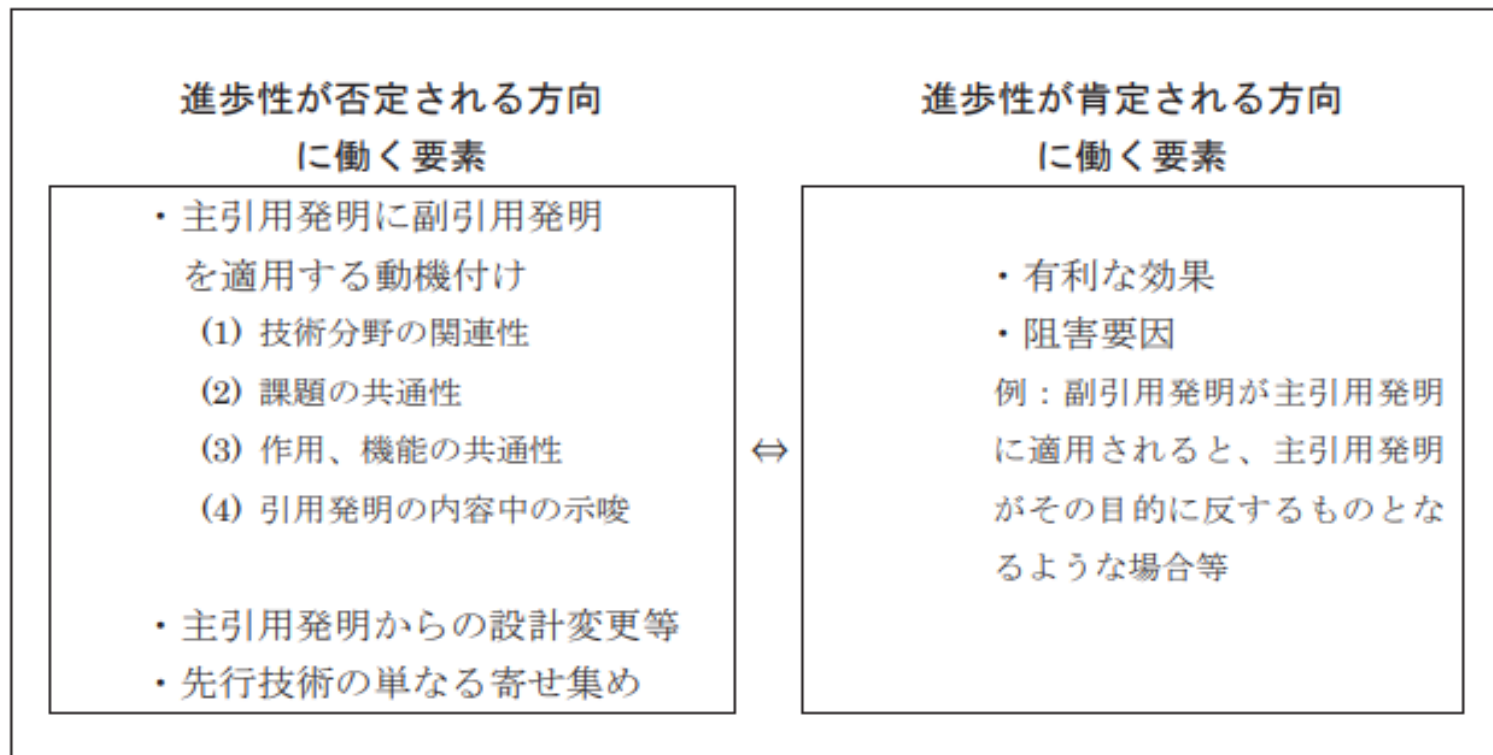 進歩性が否定される方向
に働く要素
・主引用発明に副引用発明
を適用する動機付け
(1) 技術分野の関連性
(2) 課題の共通性
(3) 作用、機能の共通性
(4) 引用発明の内容中の示唆
・主引用発明からの設計変更等
・先行技術の単なる寄せ集め
⇔
進歩性が肯定される方向
に働く要素
・有利な効果
・阻害要因
例：副引用発明が主引用発明
に適用されると、主引用発明
がその目的に反するものとな
るような場合等